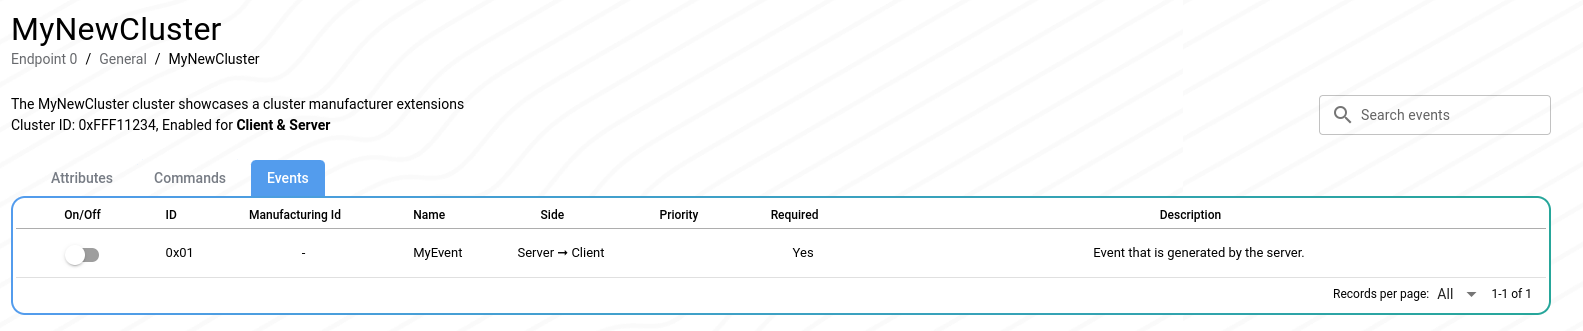 MyNewCluster
Endpoint 0 / General / MyNewCluster
The MyNewCluster cluster showcases a cluster manufacturer extensions
Cluster ID: 0xFFF11234, Enabled for Client & Server
Search events
Attributes Commands Events
On/Off ID Manufacturing Id Name Side Priority Required Description
0x01 - MyEvent Server → Client Yes Event that is generated by the server.
Records per page: All 1-1 of 1